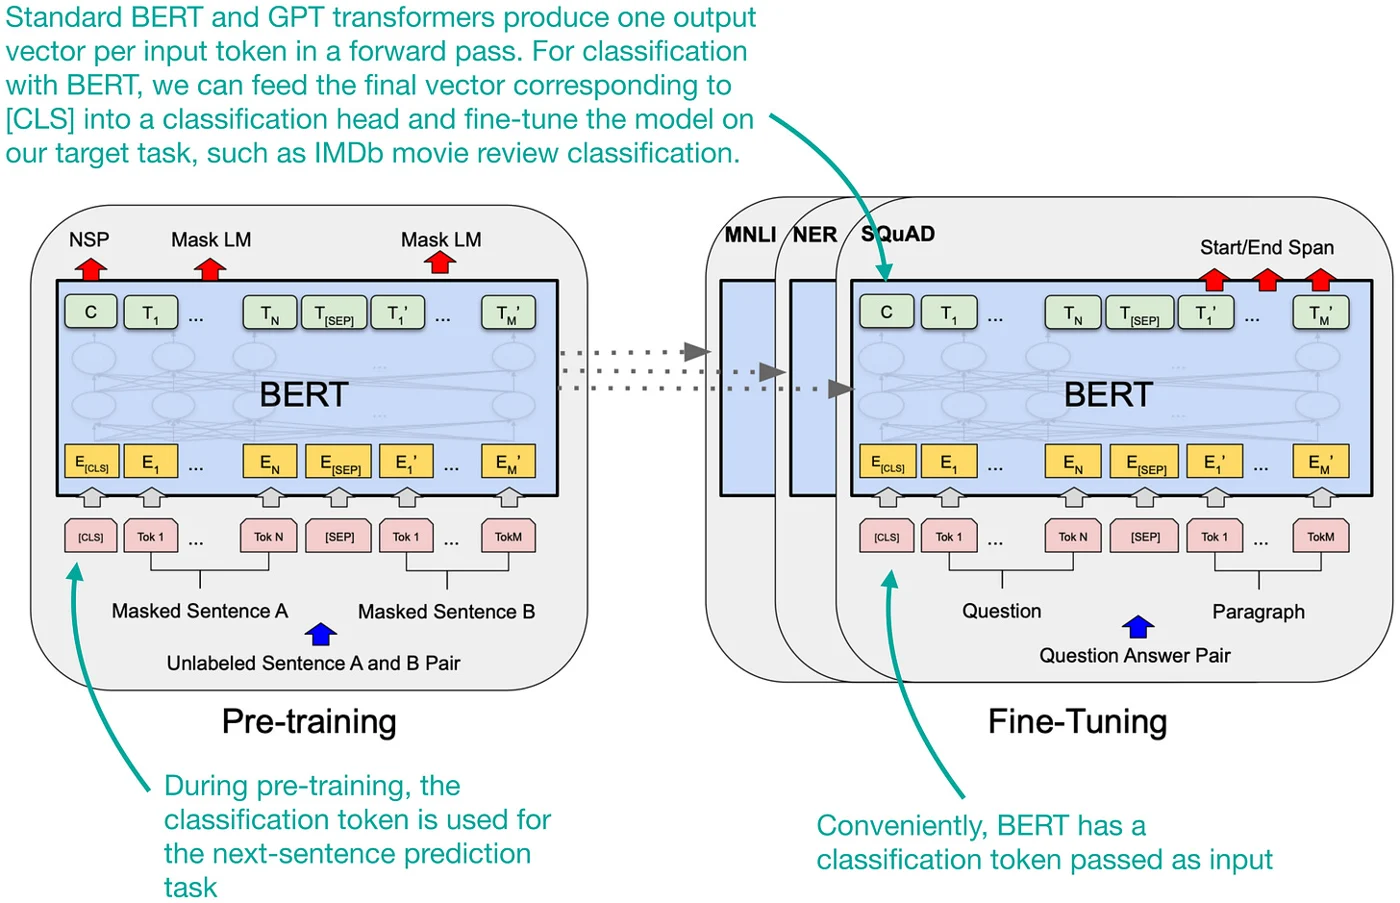 Standard BERT and GPT transformers produce one output
vector per input token in a forward pass. For classification
with BERT, we can feed the final vector corresponding to
[CLS] into a classification head and fine-tune the model on
our target task, such as IMDb movie review classification.
NSP Mask LM Mask LM
C T1 ... TN T[SEP] T1' ... TM'
...
BERT
...
E[CLS] E1 ... EN E[SEP] E1' ... EM'
[CLS] Tok 1 ... Tok N [SEP] Tok 1 ... TokM
Masked Sentence A Masked Sentence B
Unlabeled Sentence A and B Pair
Pre-training
During pre-training, the
classification token is used for
the next-sentence prediction
task
MNLI NER SQuAD
Start/End Span
C T1 ... TN T[SEP] T1' ... TM'
...
BERT
...
E[CLS] E1 ... EN E[SEP] E1' ... EM'
[CLS] Tok 1 ... Tok N [SEP] Tok 1 ... TokM
Question Paragraph
Question Answer Pair
Fine-Tuning
Conveniently, BERT has a
classification token passed as input